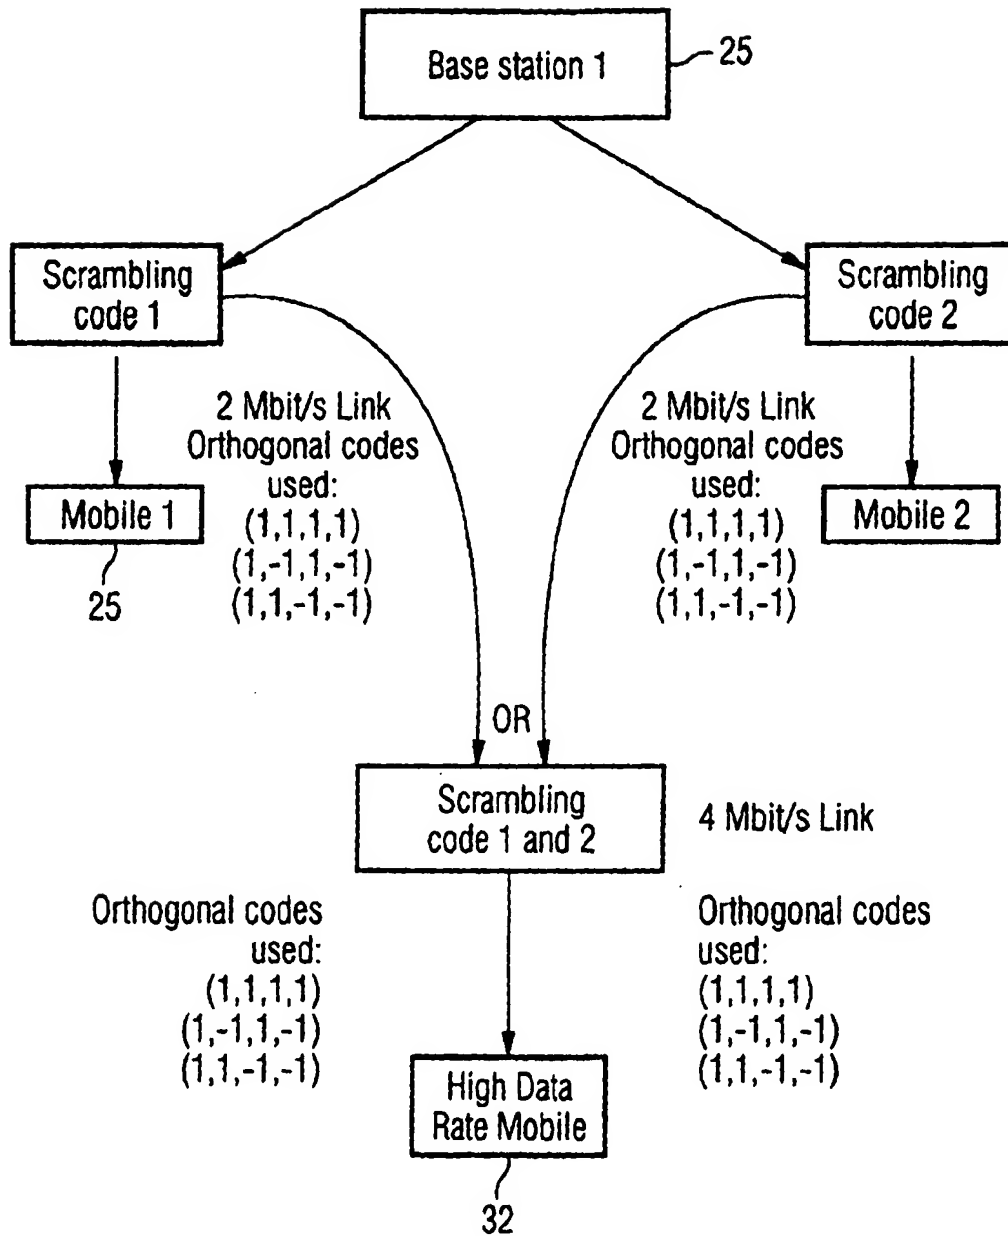 Base station 1
25
Scrambling
code 1
Scrambling
code 2
2 Mbit/s Link
Orthogonal codes
used:
(1,1,1,1)
(1,-1,1,-1)
(1,1,-1,-1)
2 Mbit/s Link
Orthogonal codes
used:
(1,1,1,1)
(1,-1,1,-1)
(1,1,-1,-1)
Mobile 1
25
Mobile 2
OR
Scrambling
code 1 and 2
4 Mbit/s Link
Orthogonal codes
used:
(1,1,1,1)
(1,-1,1,-1)
(1,1,-1,-1)
Orthogonal codes
used:
(1,1,1,1)
(1,-1,1,-1)
(1,1,-1,-1)
High Data
Rate Mobile
32